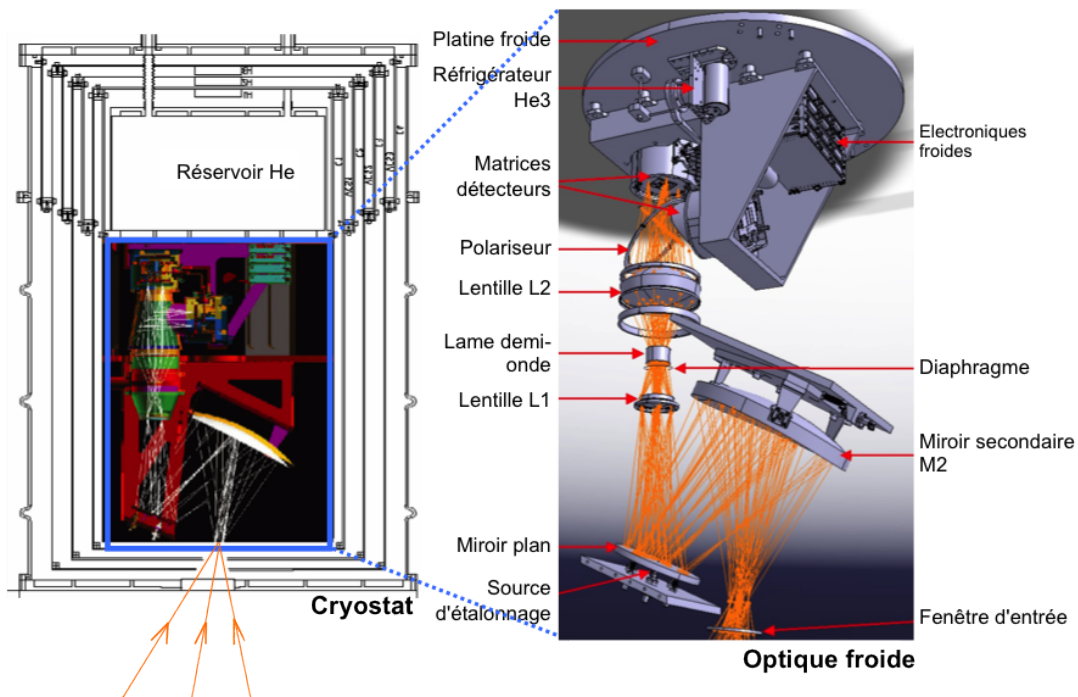 Platine froide
Réfrigérateur
He3
Electroniques
froides
Réservoir He
Matrices
détecteurs
Polariseur
Lentille L2
Lame demi-
onde
Diaphragme
Lentille L1
Miroir secondaire
M2
Miroir plan
Source
d'étalonnage
Fenêtre d'entrée
Cryostat
Optique froide